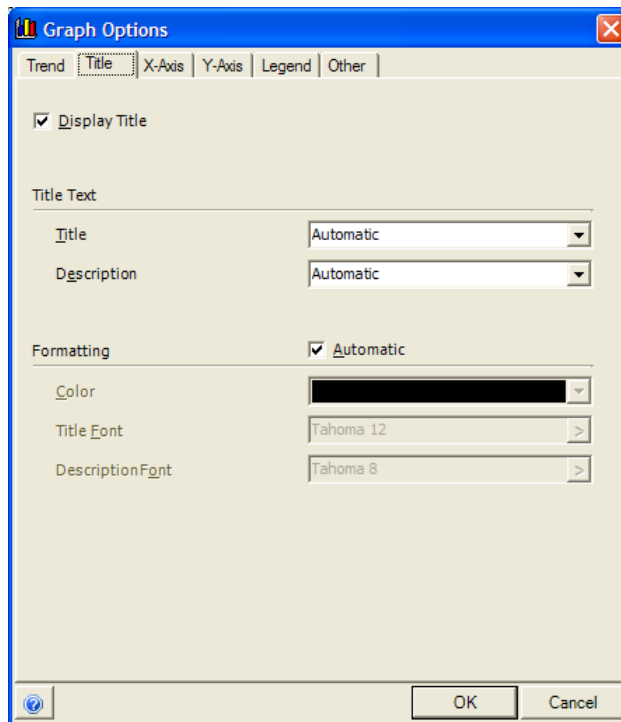 Graph Options
Trend Title X-Axis Y-Axis Legend Other
Display Title
Title Text
Title Automatic
Description Automatic
Formatting Automatic
Color
Title Font Tahoma 12 >
DescriptionFont Tahoma 8 >
? OK Cancel